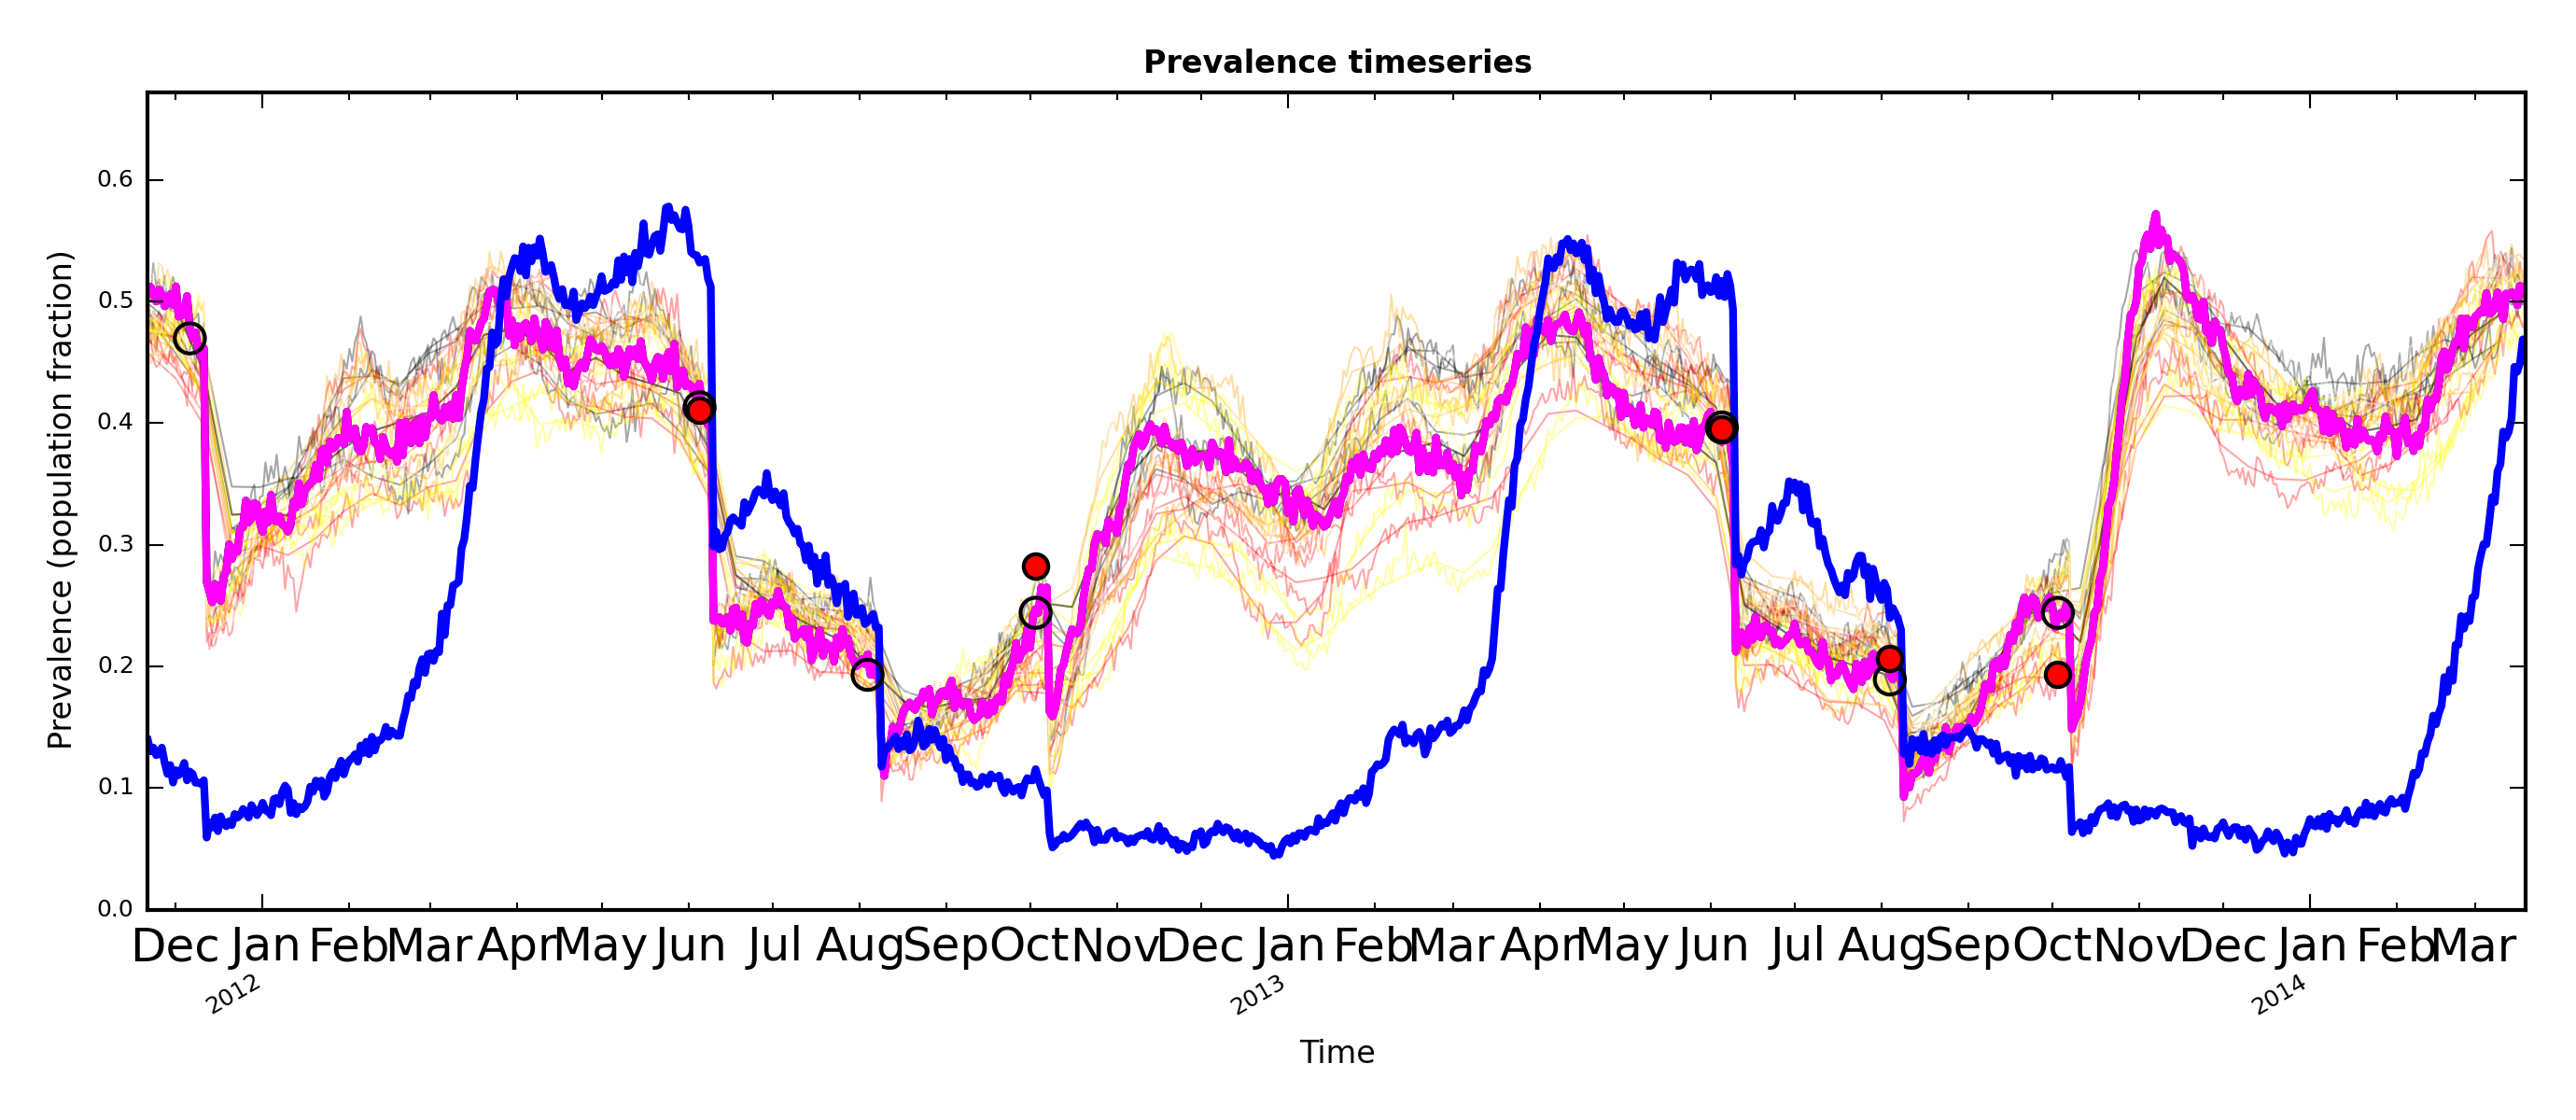 Prevalence timeseries
Prevalence (population fraction)
0.6
0.5
0.4
0.3
0.2
0.1
0.0
Dec Jan Feb Mar Apr May Jun Jul Aug Sep Oct Nov Dec Jan Feb Mar Apr May Jun Jul Aug Sep Oct Nov Dec Jan Feb Mar
2012 2013 2014
Time